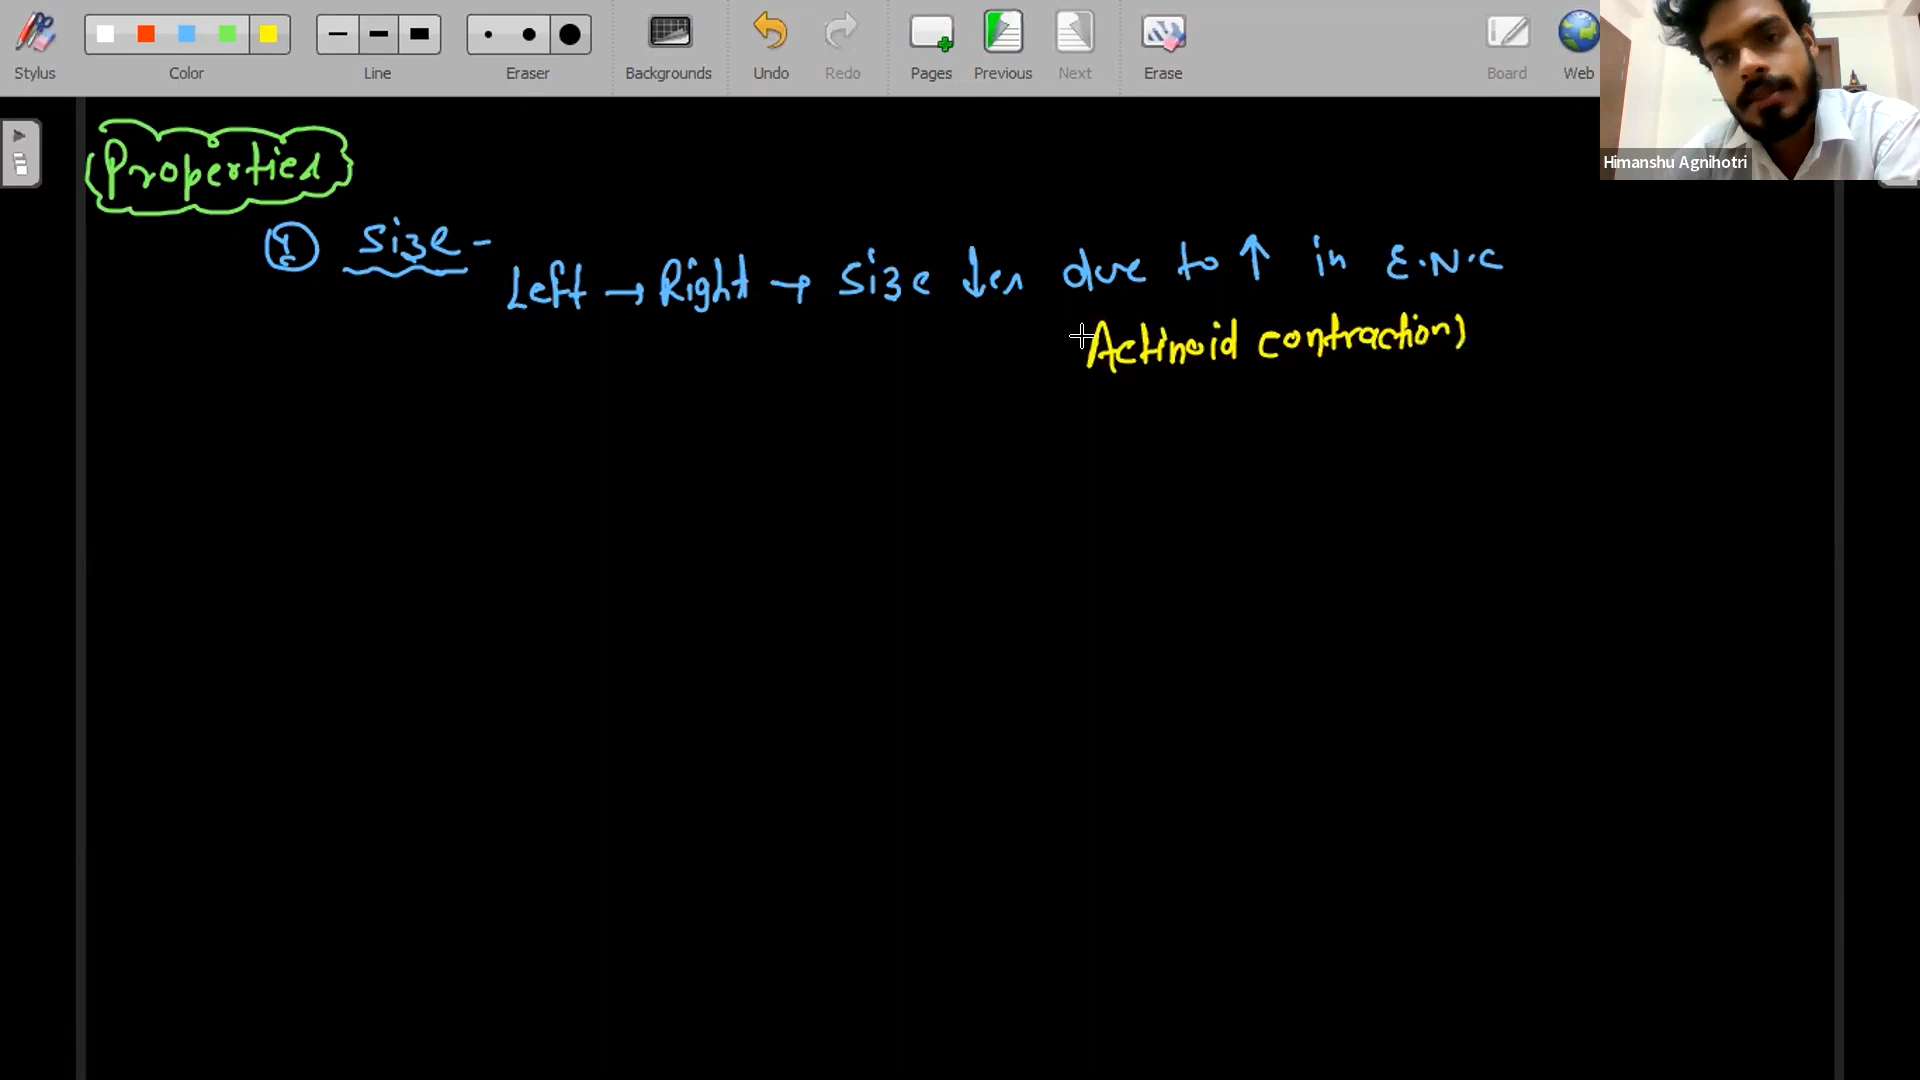 Stylus
Color
Line
Eraser
Backgrounds
Undo
Redo
Pages
Previous
Next
Erase
Board
Web
Himanshu Agnihotri
Properties
① Size -
Left → Right → Size ↓es due to ↑ in E.N.C
Actinoid contraction)